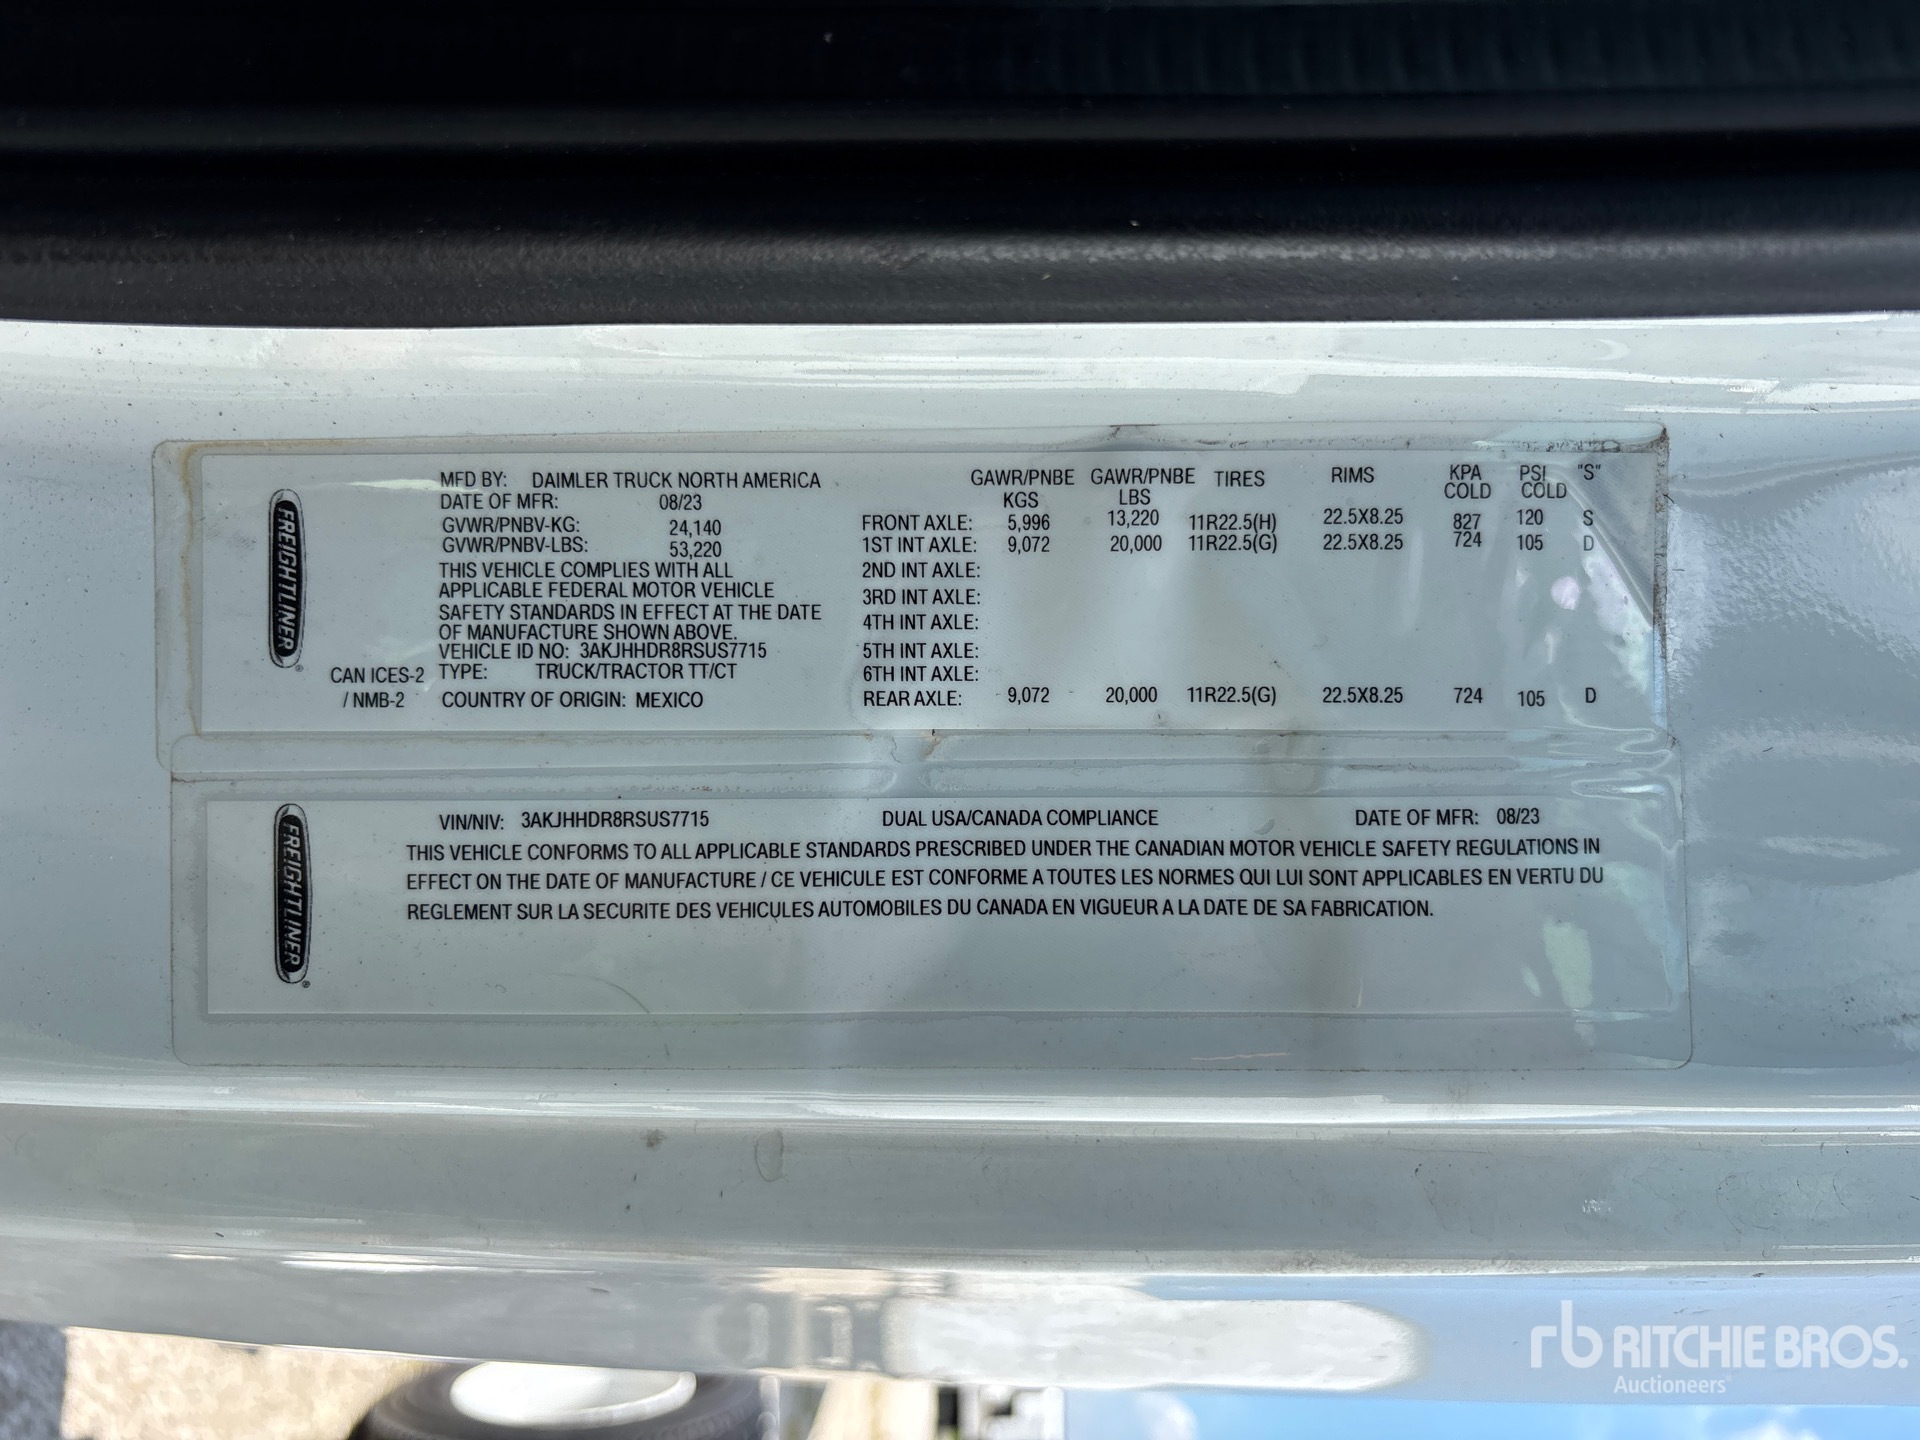 FREIGHTLINER
MFD BY: DAIMLER TRUCK NORTH AMERICA
DATE OF MFR: 08/23
GVWR/PNBV-KG: 24,140
GVWR/PNBV-LBS: 53,220
THIS VEHICLE COMPLIES WITH ALL
APPLICABLE FEDERAL MOTOR VEHICLE
SAFETY STANDARDS IN EFFECT AT THE DATE
OF MANUFACTURE SHOWN ABOVE.
VEHICLE ID NO: 3AKJHHDR8RSUS7715
CAN ICES-2 TYPE: TRUCK/TRACTOR TT/CT
/ NMB-2 COUNTRY OF ORIGIN: MEXICO
GAWR/PNBE KGS GAWR/PNBE LBS TIRES RIMS KPA COLD PSI COLD "S"
FRONT AXLE: 5,996 13,220 11R22.5(H) 22.5X8.25 827 120 S
1ST INT AXLE: 9,072 20,000 11R22.5(G) 22.5X8.25 724 105 D
2ND INT AXLE:
3RD INT AXLE:
4TH INT AXLE:
5TH INT AXLE:
6TH INT AXLE:
REAR AXLE: 9,072 20,000 11R22.5(G) 22.5X8.25 724 105 D
FREIGHTLINER
VIN/NIV: 3AKJHHDR8RSUS7715 DUAL USA/CANADA COMPLIANCE DATE OF MFR: 08/23
THIS VEHICLE CONFORMS TO ALL APPLICABLE STANDARDS PRESCRIBED UNDER THE CANADIAN MOTOR VEHICLE SAFETY REGULATIONS IN
EFFECT ON THE DATE OF MANUFACTURE / CE VEHICULE EST CONFORME A TOUTES LES NORMES QUI LUI SONT APPLICABLES EN VERTU DU
REGLEMENT SUR LA SECURITE DES VEHICULES AUTOMOBILES DU CANADA EN VIGUEUR A LA DATE DE SA FABRICATION.
rb RITCHIE BROS.
Auctioneers